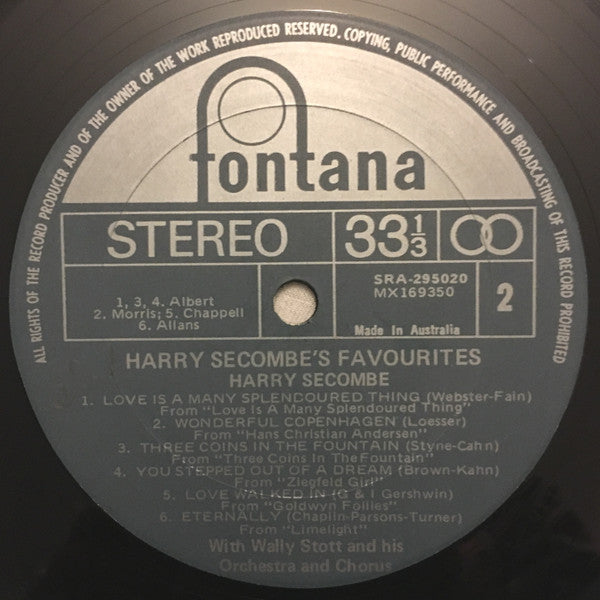 ALL RIGHTS OF THE RECORD PRODUCER AND OF THE OWNER OF THE WORK REPRODUCED RESERVED. COPYING, PUBLIC PERFORMANCE AND BROADCASTING OF THIS RECORD PROHIBITED
fontana
STEREO 33 1/3
1, 3, 4. Albert
2. Morris; 5. Chappell
6. Allans
SRA-295020
MX169350
2
Made In Australia
HARRY SECOMBE'S FAVOURITES
HARRY SECOMBE
1. LOVE IS A MANY SPLENDOURED THING (Webster-Fain)
From "Love Is A Many Splendoured Thing"
2. WONDERFUL COPENHAGEN (Loesser)
From "Hans Christian Andersen"
3. THREE COINS IN THE FOUNTAIN (Styne-Cahn)
From "Three Coins In The Fountain"
4. YOU STEPPED OUT OF A DREAM (Brown-Kahn)
From "Ziegfeld Girl"
5. LOVE WALKED IN (G & I Gershwin)
From "Goldwyn Follies"
6. ETERNALLY (Chaplin-Parsons-Turner)
From "Limelight"
With Wally Stott and his
Orchestra and Chorus